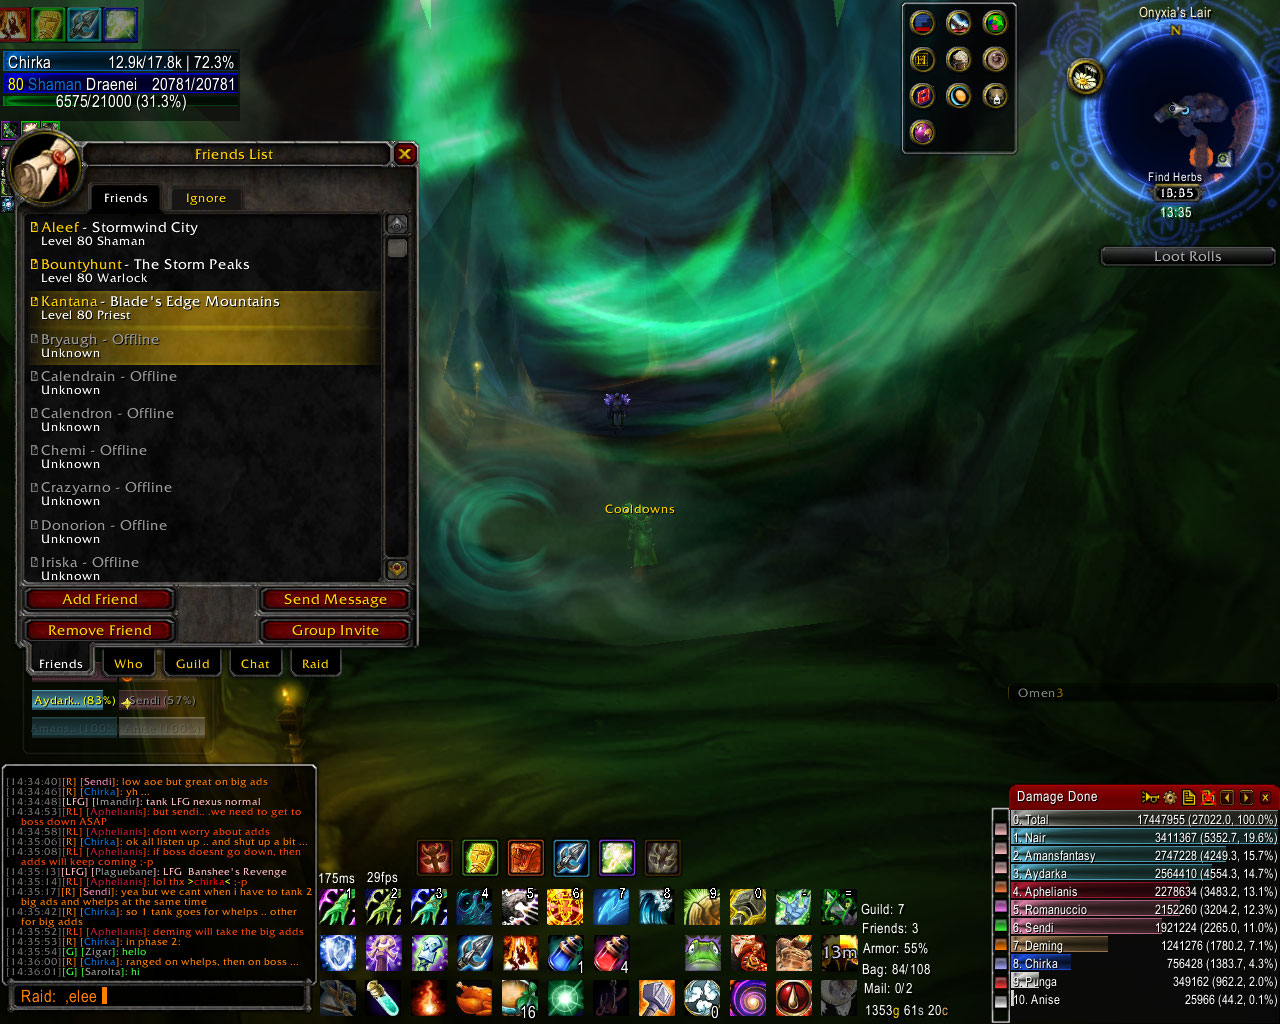 Chirka 12.9k/17.8k | 72.3%
80 Shaman Draenei 20781/20781
6575/21000 (31.3%)
Friends List
Friends Ignore
Aleef - Stormwind City
Level 80 Shaman
Bountyhunt - The Storm Peaks
Level 80 Warlock
Kantana - Blade's Edge Mountains
Level 80 Priest
Bryaugh - Offline
Unknown
Calendrain - Offline
Unknown
Calendron - Offline
Unknown
Chemi - Offline
Unknown
Crazyarno - Offline
Unknown
Donorion - Offline
Unknown
Iriska - Offline
Unknown
Add Friend Send Message
Remove Friend Group Invite
Friends Who Guild Chat Raid
Aydark.. (83%) Sendi (57%)
[14:34:40][R] [Sendi]: low aoe but great on big ads
[14:34:46][R] [Chirka]: yh ...
[14:34:48][LFG] [Imandir]: tank LFG nexus normal
[14:34:53][RL] [Aphelianis]: but sendi....we need to get to
boss down ASAP
[14:34:58][RL] [Aphelianis]: dont worry about adds
[14:35:06][R] [Chirka]: ok all listen up .. and shut up a bit ...
[14:35:08][RL] [Aphelianis]: if boss doesnt go down, then
adds will keep coming :-p
[14:35:13][LFG] [Plaguebane]: LFG Banshee's Revenge
[14:35:14][RL] [Aphelianis]: lol thx >chirka< :-p
[14:35:17][R] [Sendi]: yea but we cant when i have to tank 2
big ads and whelps at the same time
[14:35:42][R] [Chirka]: so 1 tank goes for whelps .. other
for big adds
[14:35:52][RL] [Aphelianis]: deming will take the big adds
[14:35:53][R] [Chirka]: in phase 2:
[14:35:54][G] [Zigar]: hello
[14:36:00][R] [Chirka]: ranged on whelps, then on boss ...
[14:36:01][G] [Sarolta]: hi
Raid: ,elee
Cooldowns
175ms 29fps
1 2 3 4 5 6 7 8 9 0 - =
1 4 13m
16 0
Guild: 7
Friends: 3
Armor: 55%
Bag: 84/108
Mail: 0/2
1353g 61s 20c
Onyxia's Lair
N
Find Herbs
13:35
Loot Rolls
Omen3
Damage Done
0. Total 17447955 (27022.0, 100.0%)
1. Nair 3411367 (5352.7, 19.6%)
2. Amansfantasy 2747228 (4249.3, 15.7%)
3. Aydarka 2564410 (4554.3, 14.7%)
4. Aphelianis 2278634 (3483.2, 13.1%)
5. Romanuccio 2152260 (3204.2, 12.3%)
6. Sendi 1921224 (2265.0, 11.0%)
7. Deming 1241276 (1780.2, 7.1%)
8. Chirka 756428 (1383.7, 4.3%)
9. Punga 349162 (962.2, 2.0%)
10. Anise 25966 (44.2, 0.1%)